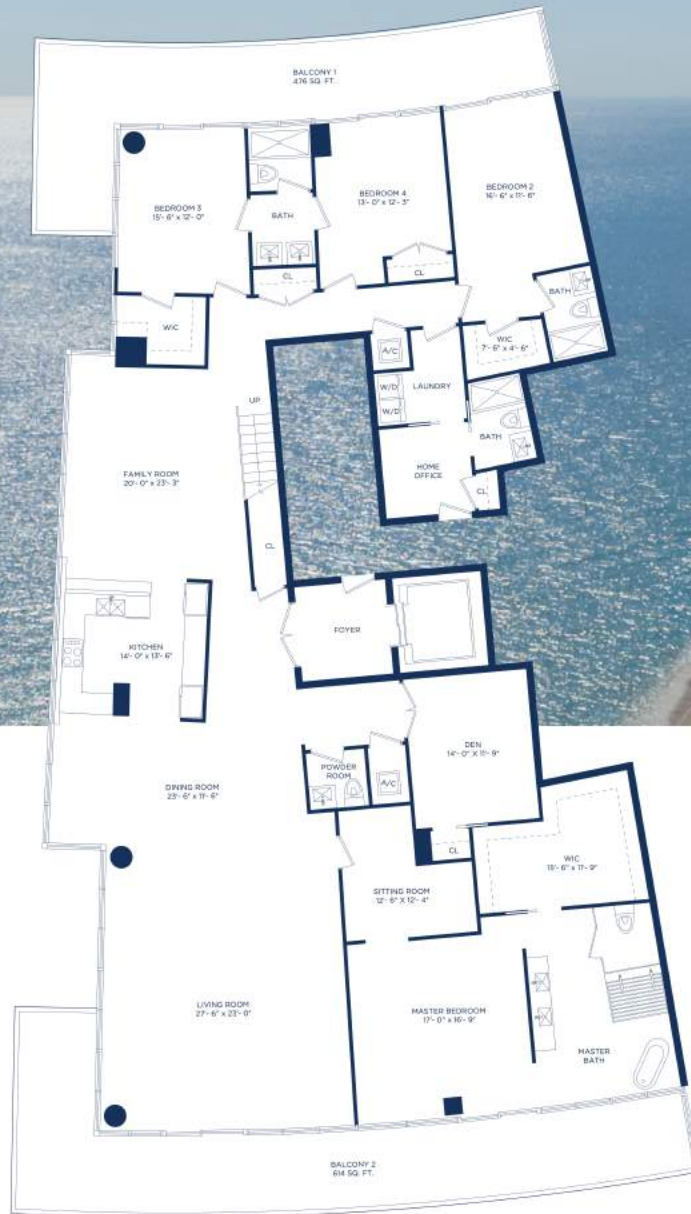 BALCONY 1
476 SQ. FT.
BEDROOM 3
15'- 6" x 12'- 0"
BATH
BEDROOM 4
13'- 0" x 12'- 3"
BEDROOM 2
16'- 6" x 11'- 6"
CL
CL
BATH
WIC
WIC
7'- 6" x 4'- 6"
A/C
W/D
W/D
LAUNDRY
UP
BATH
HOME
OFFICE
CL
FAMILY ROOM
20'- 0" x 23'- 3"
CL
FOYER
KITCHEN
14'- 0" x 13'- 6"
DEN
14'- 0" X 11'- 9"
POWDER
ROOM
A/C
DINING ROOM
23'- 6" x 11'- 6"
CL
WIC
15'- 6" x 11'- 9"
SITTING ROOM
12'- 6" X 12'- 4"
LIVING ROOM
27'- 6" x 23'- 0"
MASTER BEDROOM
17'- 0" x 16'- 9"
MASTER
BATH
BALCONY 2
614 SQ. FT.